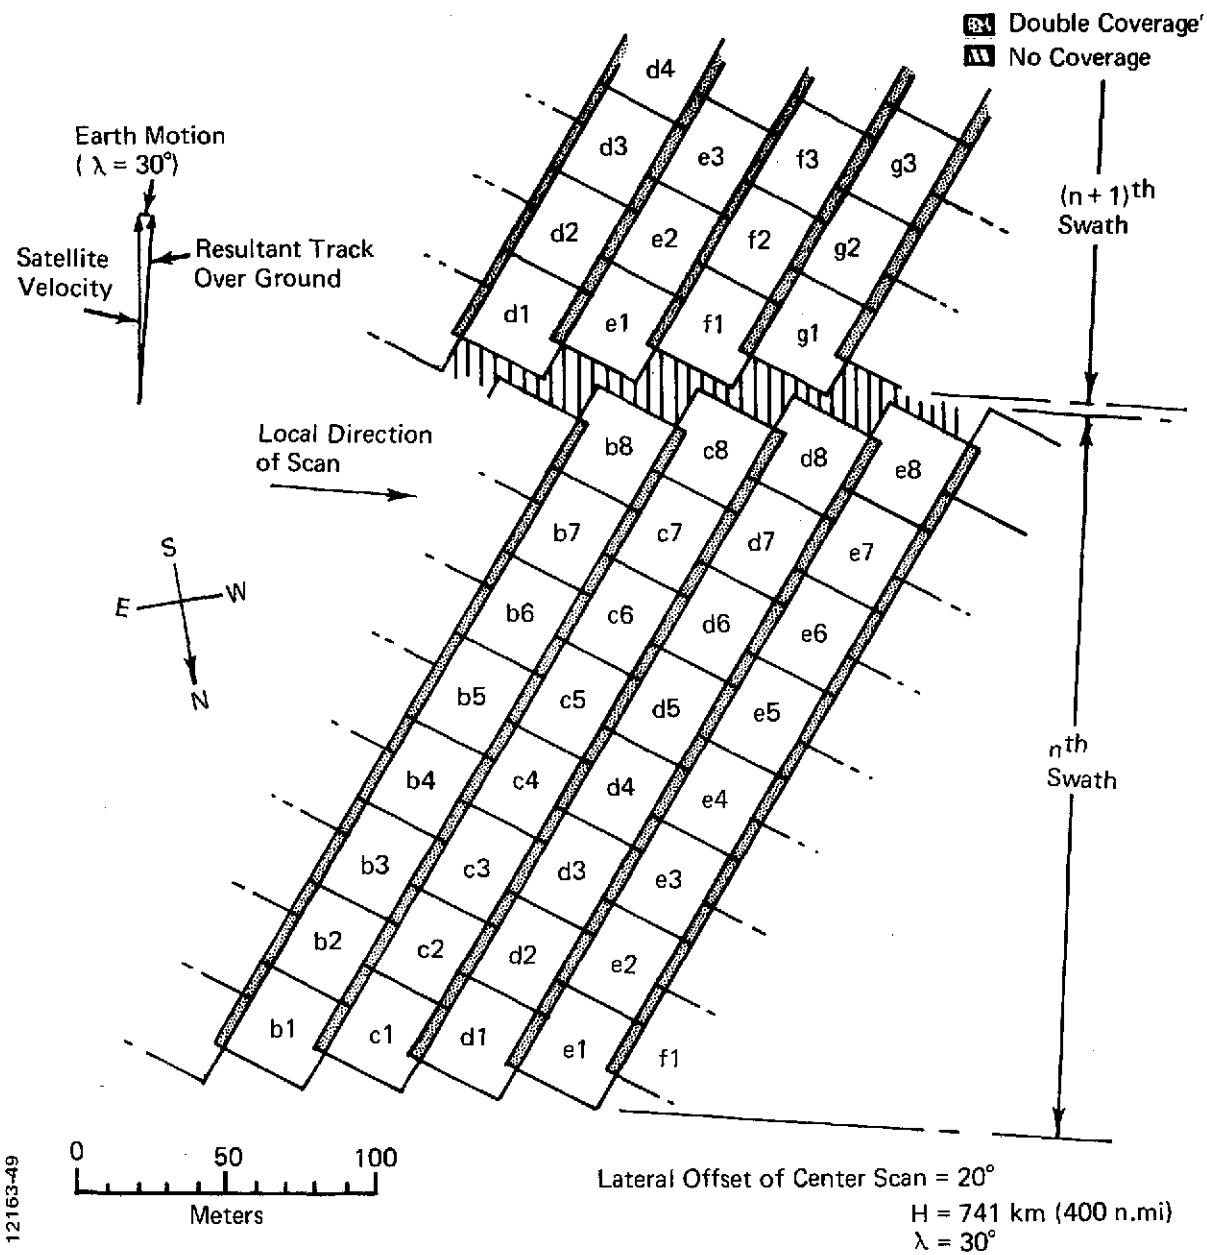 Double Coverage'
No Coverage
Earth Motion
( λ = 30°)
Satellite
Velocity
Resultant Track
Over Ground
d4
d3 e3 f3 g3
d2 e2 f2 g2
d1 e1 f1 g1
(n + 1)th
Swath
Local Direction
of Scan
S
E W
N
b8 c8 d8 e8
b7 c7 d7 e7
b6 c6 d6 e6
b5 c5 d5 e5
b4 c4 d4 e4
b3 c3 d3 e3
b2 c2 d2 e2
b1 c1 d1 e1 f1
nth
Swath
0 50 100
Meters
12163-49
Lateral Offset of Center Scan = 20°
H = 741 km (400 n.mi)
λ = 30°